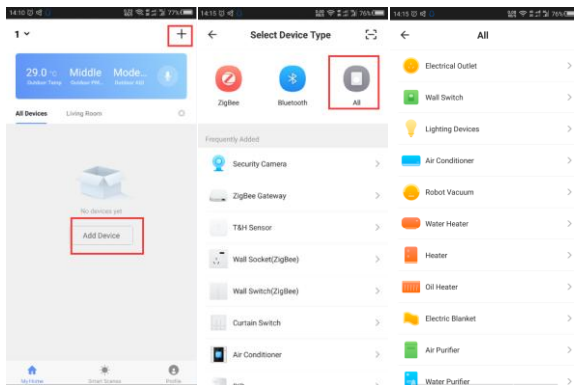 14:10
77%
1
29.0 °C Middle Mode...
Outdoor Temp Outdoor PM... Outdoor AQI
All Devices Living Room
No devices yet
Add Device
My Home Smart Scenes Profile
14:15
76%
Select Device Type
ZigBee Bluetooth All
Frequently Added
Security Camera
ZigBee Gateway
T&H Sensor
Wall Socket(ZigBee)
Wall Switch(ZigBee)
Curtain Switch
Air Conditioner
14:15
76%
All
Electrical Outlet
Wall Switch
Lighting Devices
Air Conditioner
Robot Vacuum
Water Heater
Heater
Oil Heater
Electric Blanket
Air Purifier
Water Purifier